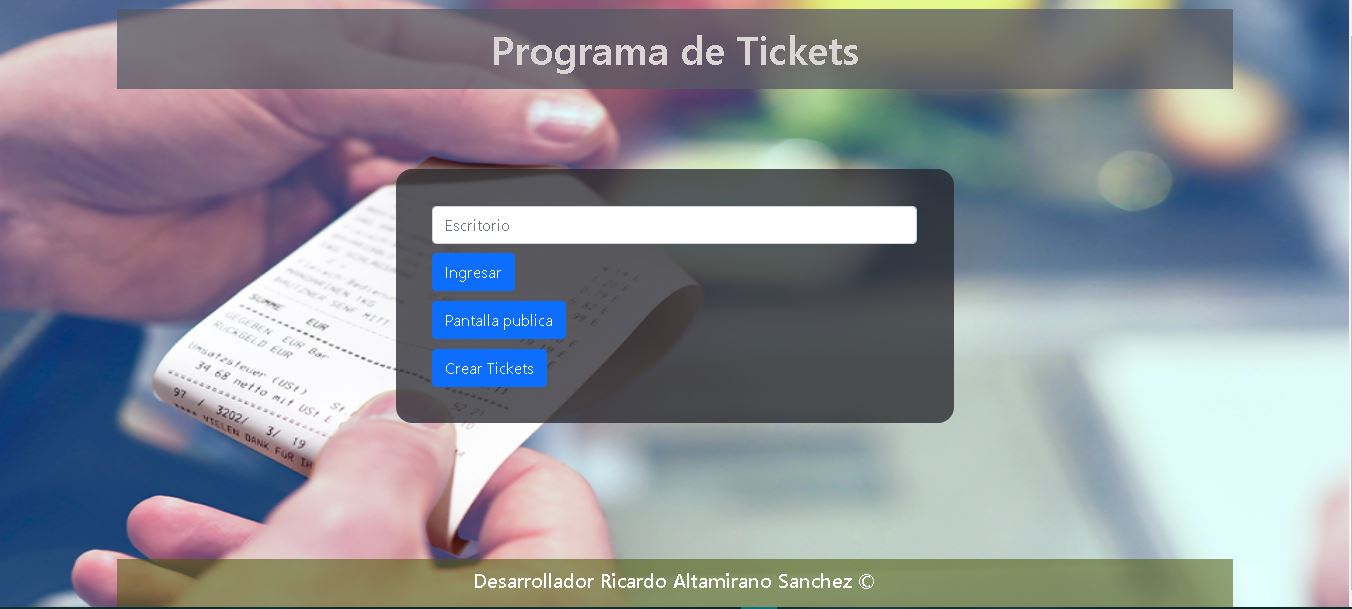 Programa de Tickets
Escritorio
Ingresar
Pantalla publica
Crear Tickets
SUMME EUR
GEGEBEN EUR Bar
RÜCKGELD EUR
Umsatzsteuer (USt)
34 68 netto mit USt E
97 / 3202/ 3/ 19
VIELEN DANK FÜR IH
Desarrollador Ricardo Altamirano Sanchez ©